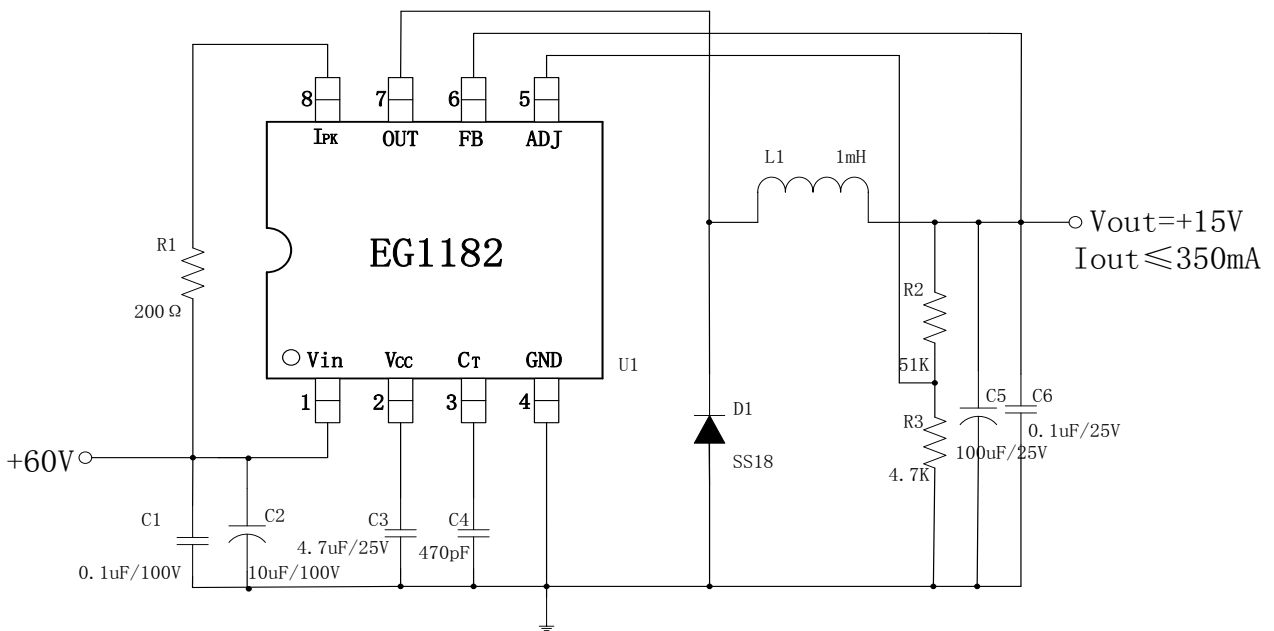 8
7
6
5
IPK
OUT
FB
ADJ
L1
1mH
Vout=+15V
Iout≤350mA
R1
200Ω
EG1182
R2
51K
Vin
VCC
CT
GND
U1
1
2
3
4
D1
SS18
C5
100uF/25V
C6
0.1uF/25V
R3
4.7K
+60V
C1
0.1uF/100V
C2
10uF/100V
C3
4.7uF/25V
C4
470pF